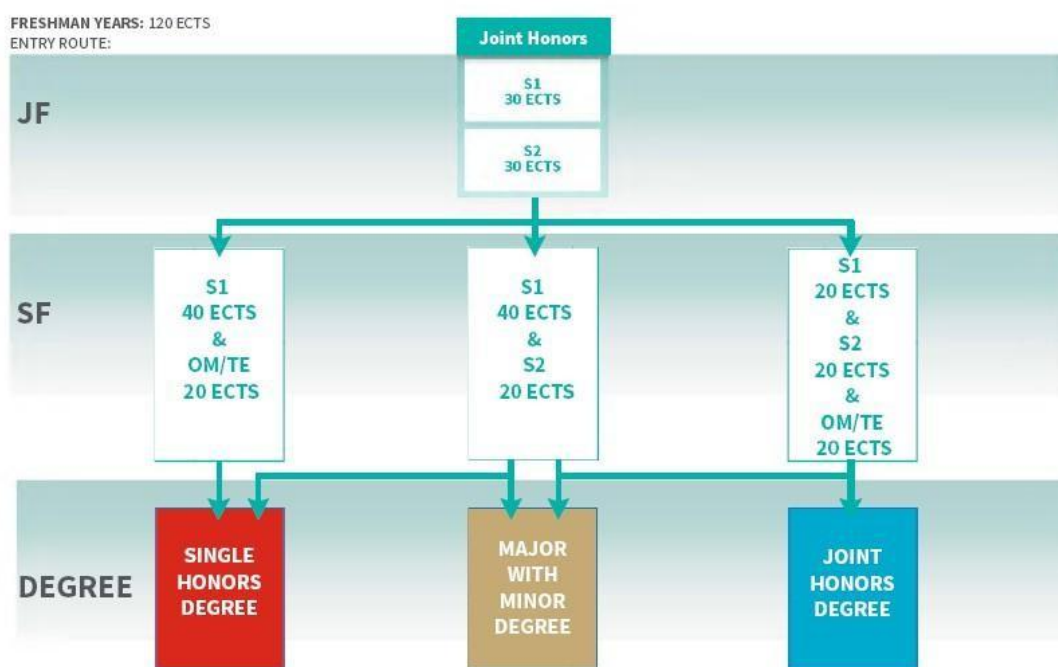 FRESHMAN YEARS: 120 ECTS
ENTRY ROUTE:
Joint Honors
JF
S1
30 ECTS
S2
30 ECTS
SF
S1
40 ECTS
&
OM/TE
20 ECTS
S1
40 ECTS
&
S2
20 ECTS
S1
20 ECTS
&
S2
20 ECTS
&
OM/TE
20 ECTS
DEGREE
SINGLE
HONORS
DEGREE
MAJOR
WITH
MINOR
DEGREE
JOINT
HONORS
DEGREE